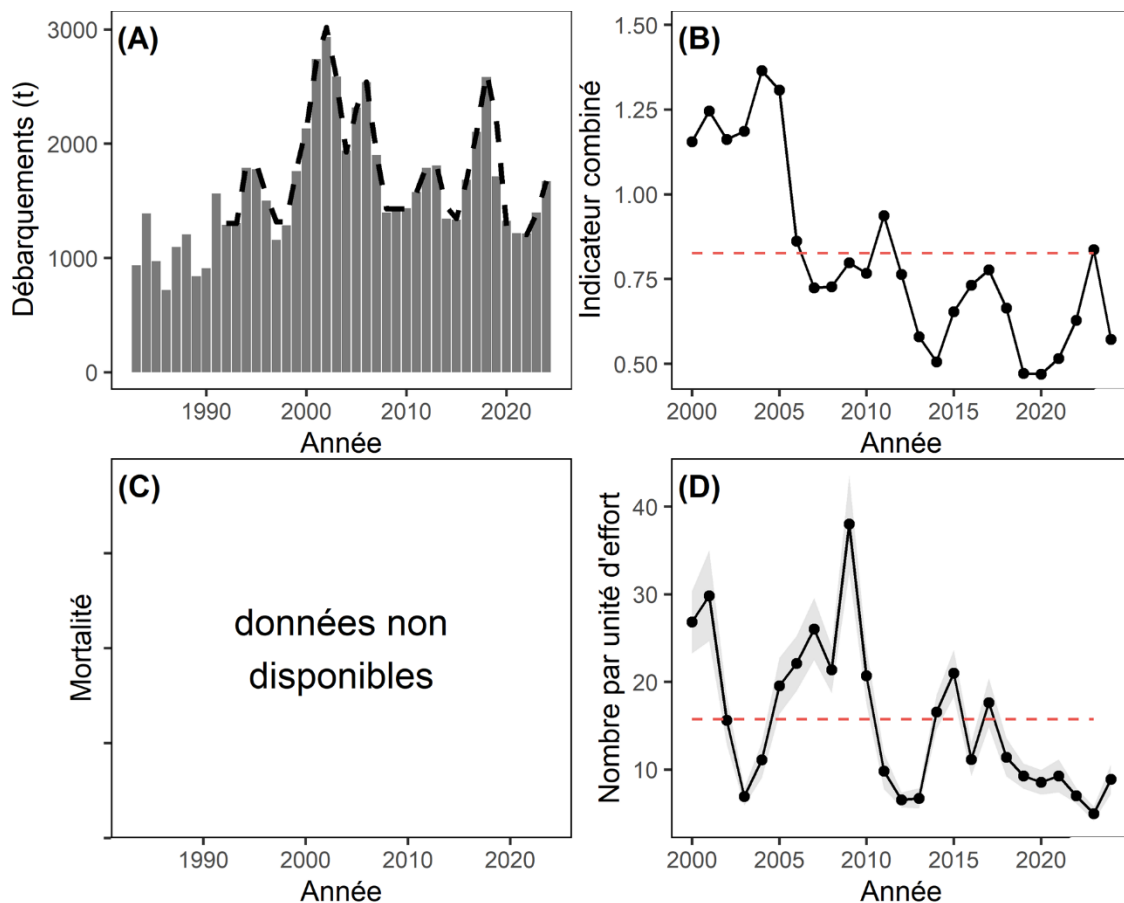 (A)
Débarquements (t)
3000
2000
1000
0
1990 2000 2010 2020
Année
(B)
Indicateur combiné
1.50
1.25
1.00
0.75
0.50
2000 2005 2010 2015 2020
Année
(C)
Mortalité
données non
disponibles
1990 2000 2010 2020
Année
(D)
Nombre par unité d'effort
40
30
20
10
2000 2005 2010 2015 2020
Année